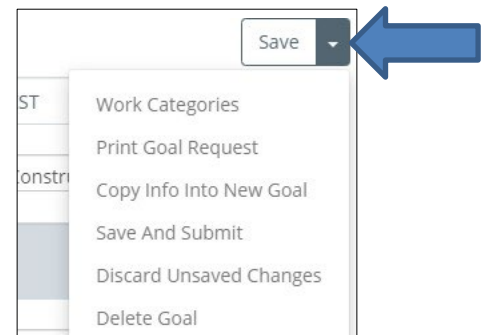 Save
ST
Work Categories
Print Goal Request
Constru
Copy Info Into New Goal
Save And Submit
Discard Unsaved Changes
Delete Goal